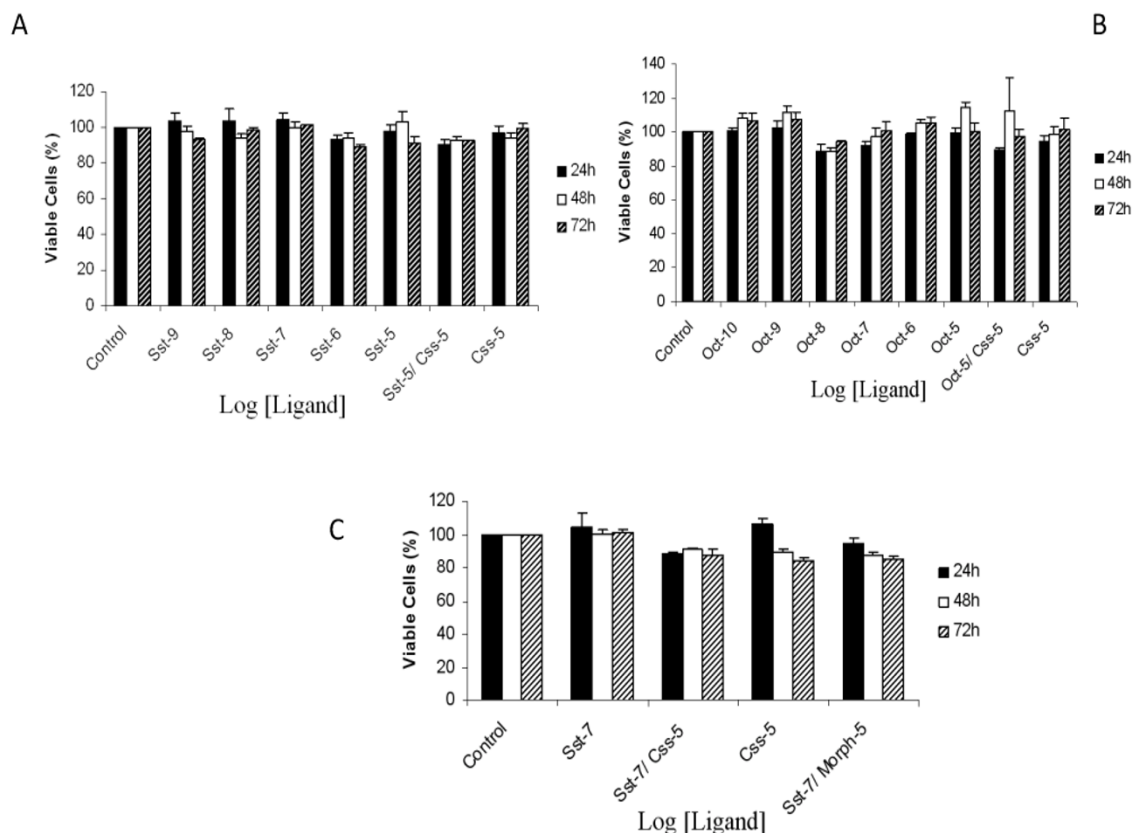 A
B
Viable Cells (%)
120
100
80
60
40
20
0
Control
Sst-9
Sst-8
Sst-7
Sst-6
Sst-5
Sst-5/ Css-5
Css-5
Log [Ligand]
24h
48h
72h
Viable Cells (%)
140
120
100
80
60
40
20
0
Control
Oct-10
Oct-9
Oct-8
Oct-7
Oct-6
Oct-5
Oct-5/ Css-5
Css-5
Log [Ligand]
24h
48h
72h
C
Viable Cells (%)
120
100
80
60
40
20
0
Control
Sst-7
Sst-7/ Css-5
Css-5
Sst-7/ Morph-5
Log [Ligand]
24h
48h
72h